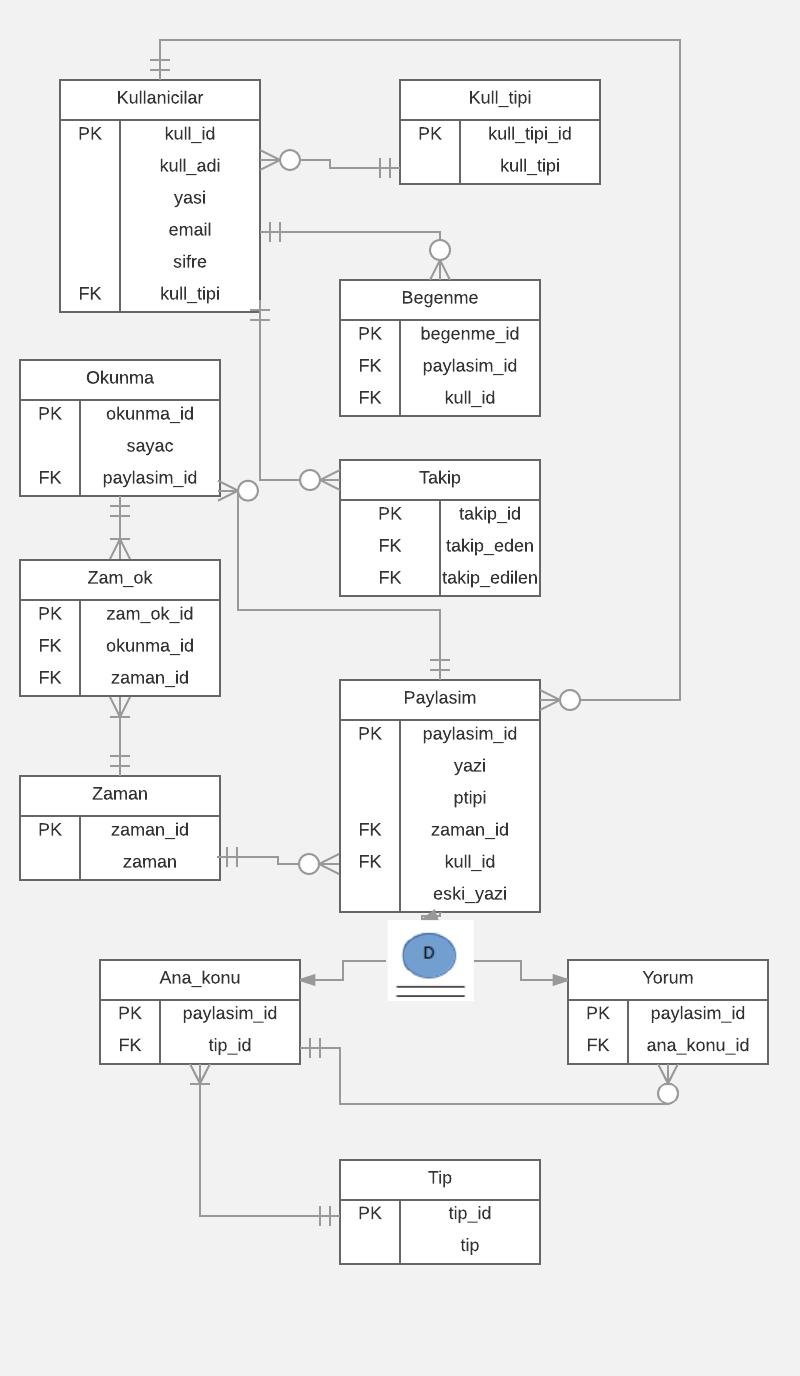 Kullanicilar
PK kull_id
kull_adi
yasi
email
sifre
FK kull_tipi
Kull_tipi
PK kull_tipi_id
kull_tipi
Begenme
PK begenme_id
FK paylasim_id
FK kull_id
Okunma
PK okunma_id
sayac
FK paylasim_id
Takip
PK takip_id
FK takip_eden
FK takip_edilen
Zam_ok
PK zam_ok_id
FK okunma_id
FK zaman_id
Paylasim
PK paylasim_id
yazi
ptipi
FK zaman_id
FK kull_id
eski_yazi
Zaman
PK zaman_id
zaman
D
Ana_konu
PK paylasim_id
FK tip_id
Yorum
PK paylasim_id
FK ana_konu_id
Tip
PK tip_id
tip